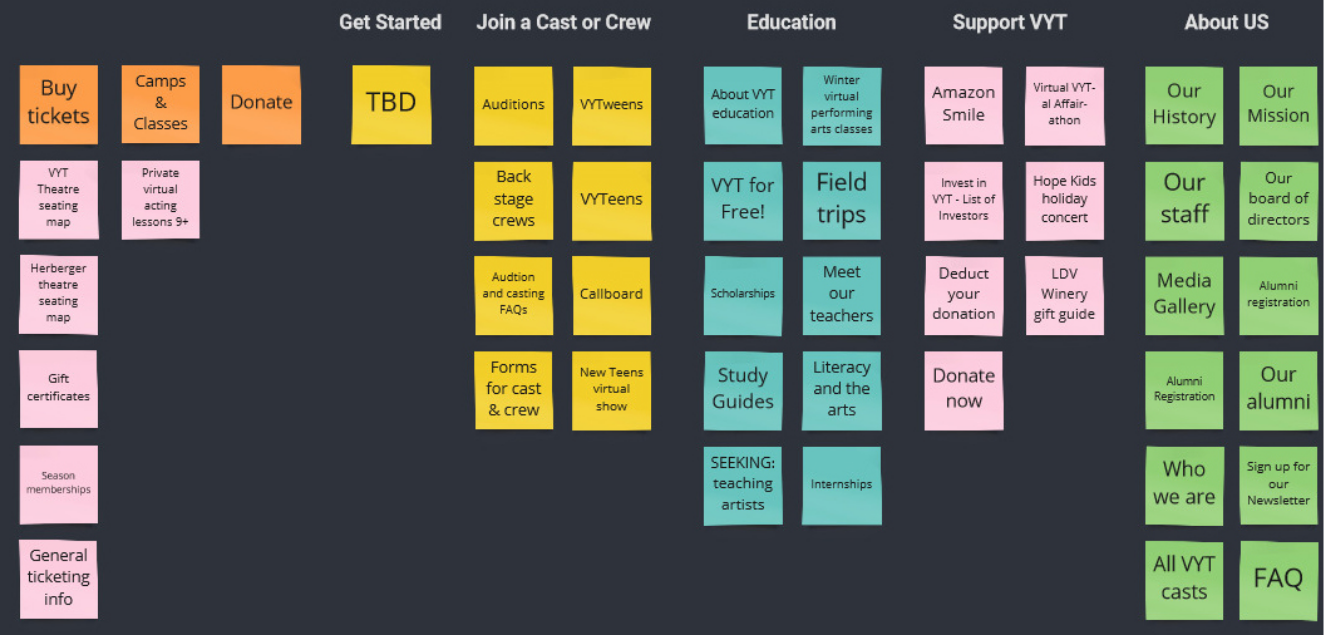 Get Started
Join a Cast or Crew
Education
Support VYT
About US
Buy
tickets
Camps
&
Classes
Donate
VYT
Theatre
seating
map
Private
virtual
acting
lessons 9+
Herberger
theatre
seating
map
Gift
certificates
Season
memberships
General
ticketing
info
TBD
Auditions
VYTweens
Back
stage
crews
VYTeens
Audtion
and casting
FAQs
Callboard
Forms
for cast
& crew
New Teens
virtual
show
About VYT
education
Winter
virtual
performing
arts classes
VYT for
Free!
Field
trips
Scholarships
Meet
our
teachers
Study
Guides
Literacy
and the
arts
SEEKING:
teaching
artists
Internships
Amazon
Smile
Virtual VYT-
al Affair-
athon
Invest in
VYT - List of
Investors
Hope Kids
holiday
concert
Deduct
your
donation
LDV
Winery
gift guide
Donate
now
Our
History
Our
Mission
Our
staff
Our
board of
directors
Media
Gallery
Alumni
registration
Alumni
Registration
Our
alumni
Who
we are
Sign up for
our
Newsletter
All VYT
casts
FAQ